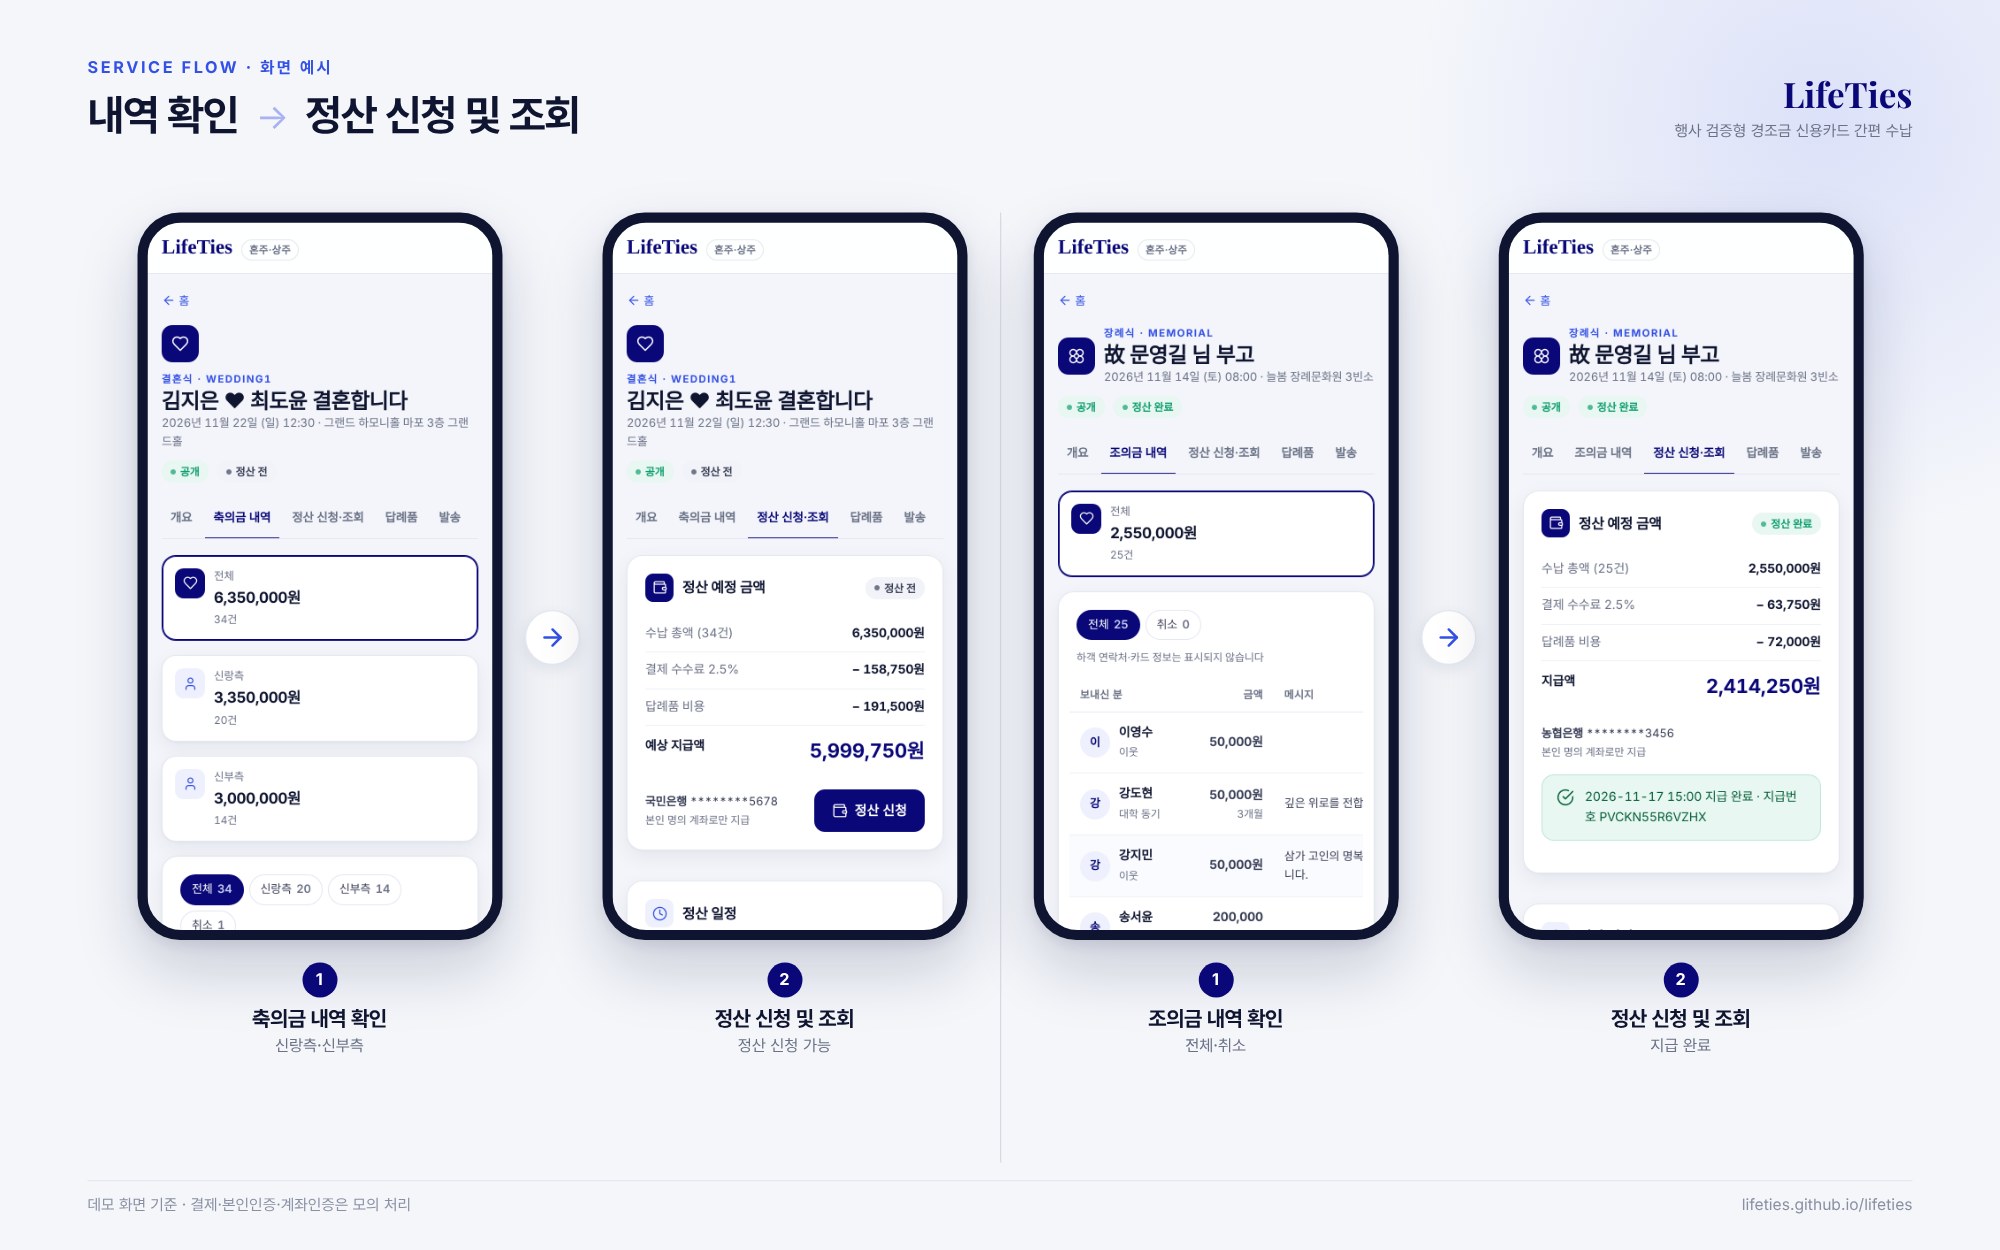 SERVICE FLOW · 화면 예시
내역 확인 → 정산 신청 및 조회
LifeTies
행사 검증형 경조금 신용카드 간편 수납
LifeTies 혼주·상주
← 홈
결혼식 · WEDDING1
김지은 ♥ 최도윤 결혼합니다
2026년 11월 22일 (일) 12:30 · 그랜드 하모니홀 마포 3층 그랜
드홀
공개 정산 전
개요 축의금 내역 정산 신청·조회 답례품 발송
전체
6,350,000원
34건
신랑측
3,350,000원
20건
신부측
3,000,000원
14건
전체 34 신랑측 20 신부측 14
취소 1
1
축의금 내역 확인
신랑측·신부측
LifeTies 혼주·상주
← 홈
결혼식 · WEDDING1
김지은 ♥ 최도윤 결혼합니다
2026년 11월 22일 (일) 12:30 · 그랜드 하모니홀 마포 3층 그랜
드홀
공개 정산 전
개요 축의금 내역 정산 신청·조회 답례품 발송
정산 예정 금액 정산 전
수납 총액 (34건) 6,350,000원
결제 수수료 2.5% − 158,750원
답례품 비용 − 191,500원
예상 지급액 5,999,750원
국민은행 ********5678
본인 명의 계좌로만 지급
정산 신청
정산 일정
2
정산 신청 및 조회
정산 신청 가능
LifeTies 혼주·상주
← 홈
장례식 · MEMORIAL
故 문영길 님 부고
2026년 11월 14일 (토) 08:00 · 늘봄 장례문화원 3빈소
공개 정산 완료
개요 조의금 내역 정산 신청·조회 답례품 발송
전체
2,550,000원
25건
전체 25 취소 0
하객 연락처·카드 정보는 표시되지 않습니다
보내신 분 금액 메시지
이 이영수 50,000원
이웃
강 강도현 50,000원 깊은 위로를 전합
대학 동기 3개월
강 강지민 50,000원 삼가 고인의 명복
이웃 니다.
송 송서윤 200,000
1
조의금 내역 확인
전체·취소
LifeTies 혼주·상주
← 홈
장례식 · MEMORIAL
故 문영길 님 부고
2026년 11월 14일 (토) 08:00 · 늘봄 장례문화원 3빈소
공개 정산 완료
개요 조의금 내역 정산 신청·조회 답례품 발송
정산 예정 금액 정산 완료
수납 총액 (25건) 2,550,000원
결제 수수료 2.5% − 63,750원
답례품 비용 − 72,000원
지급액 2,414,250원
농협은행 ********3456
본인 명의 계좌로만 지급
2026-11-17 15:00 지급 완료 · 지급번
호 PVCKN55R6VZHX
2
정산 신청 및 조회
지급 완료
데모 화면 기준 · 결제·본인인증·계좌인증은 모의 처리
lifeties.github.io/lifeties